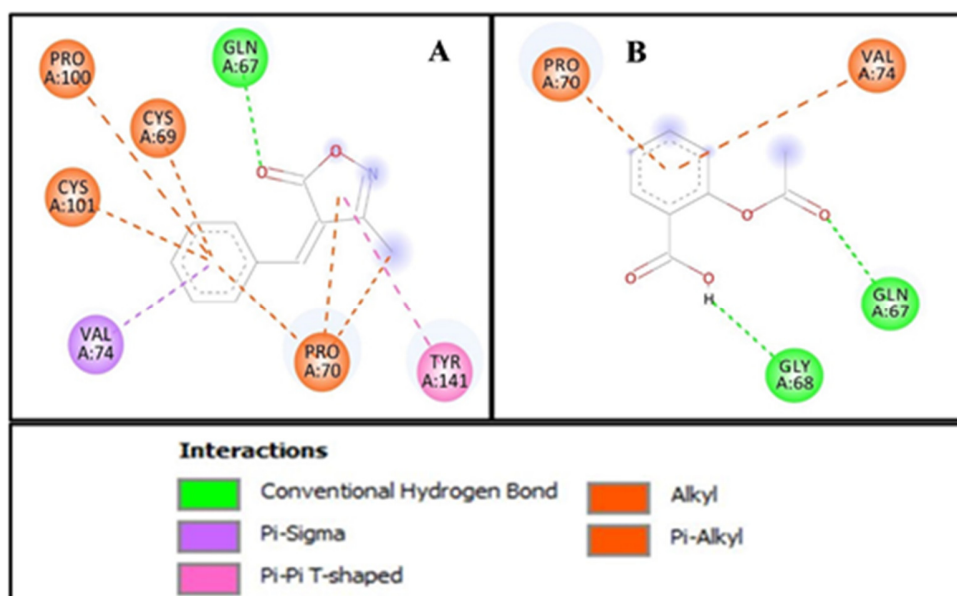 PRO
A:100
GLN
A:67
A
CYS
A:69
CYS
A:101
O
O
N
VAL
A:74
PRO
A:70
TYR
A:141
PRO
A:70
B
VAL
A:74
O
O
O
O
H
GLN
A:67
GLY
A:68
Interactions
Conventional Hydrogen Bond
Pi-Sigma
Pi-Pi T-shaped
Alkyl
Pi-Alkyl